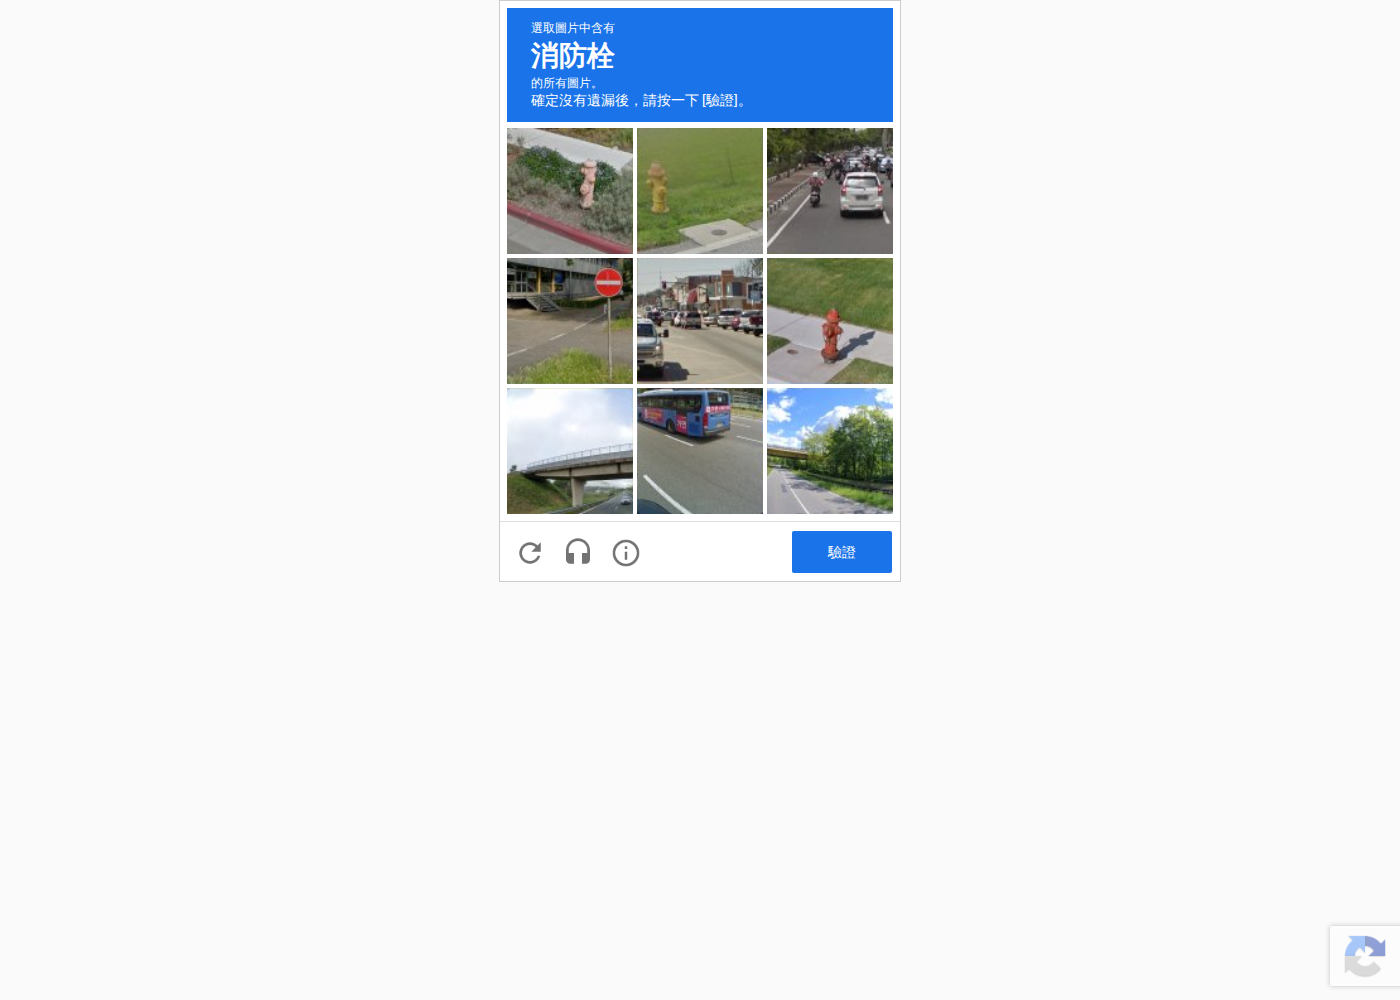 選取圖片中含有
消防栓
的所有圖片。
確定沒有遺漏後，請按一下 [驗證]。
驗證